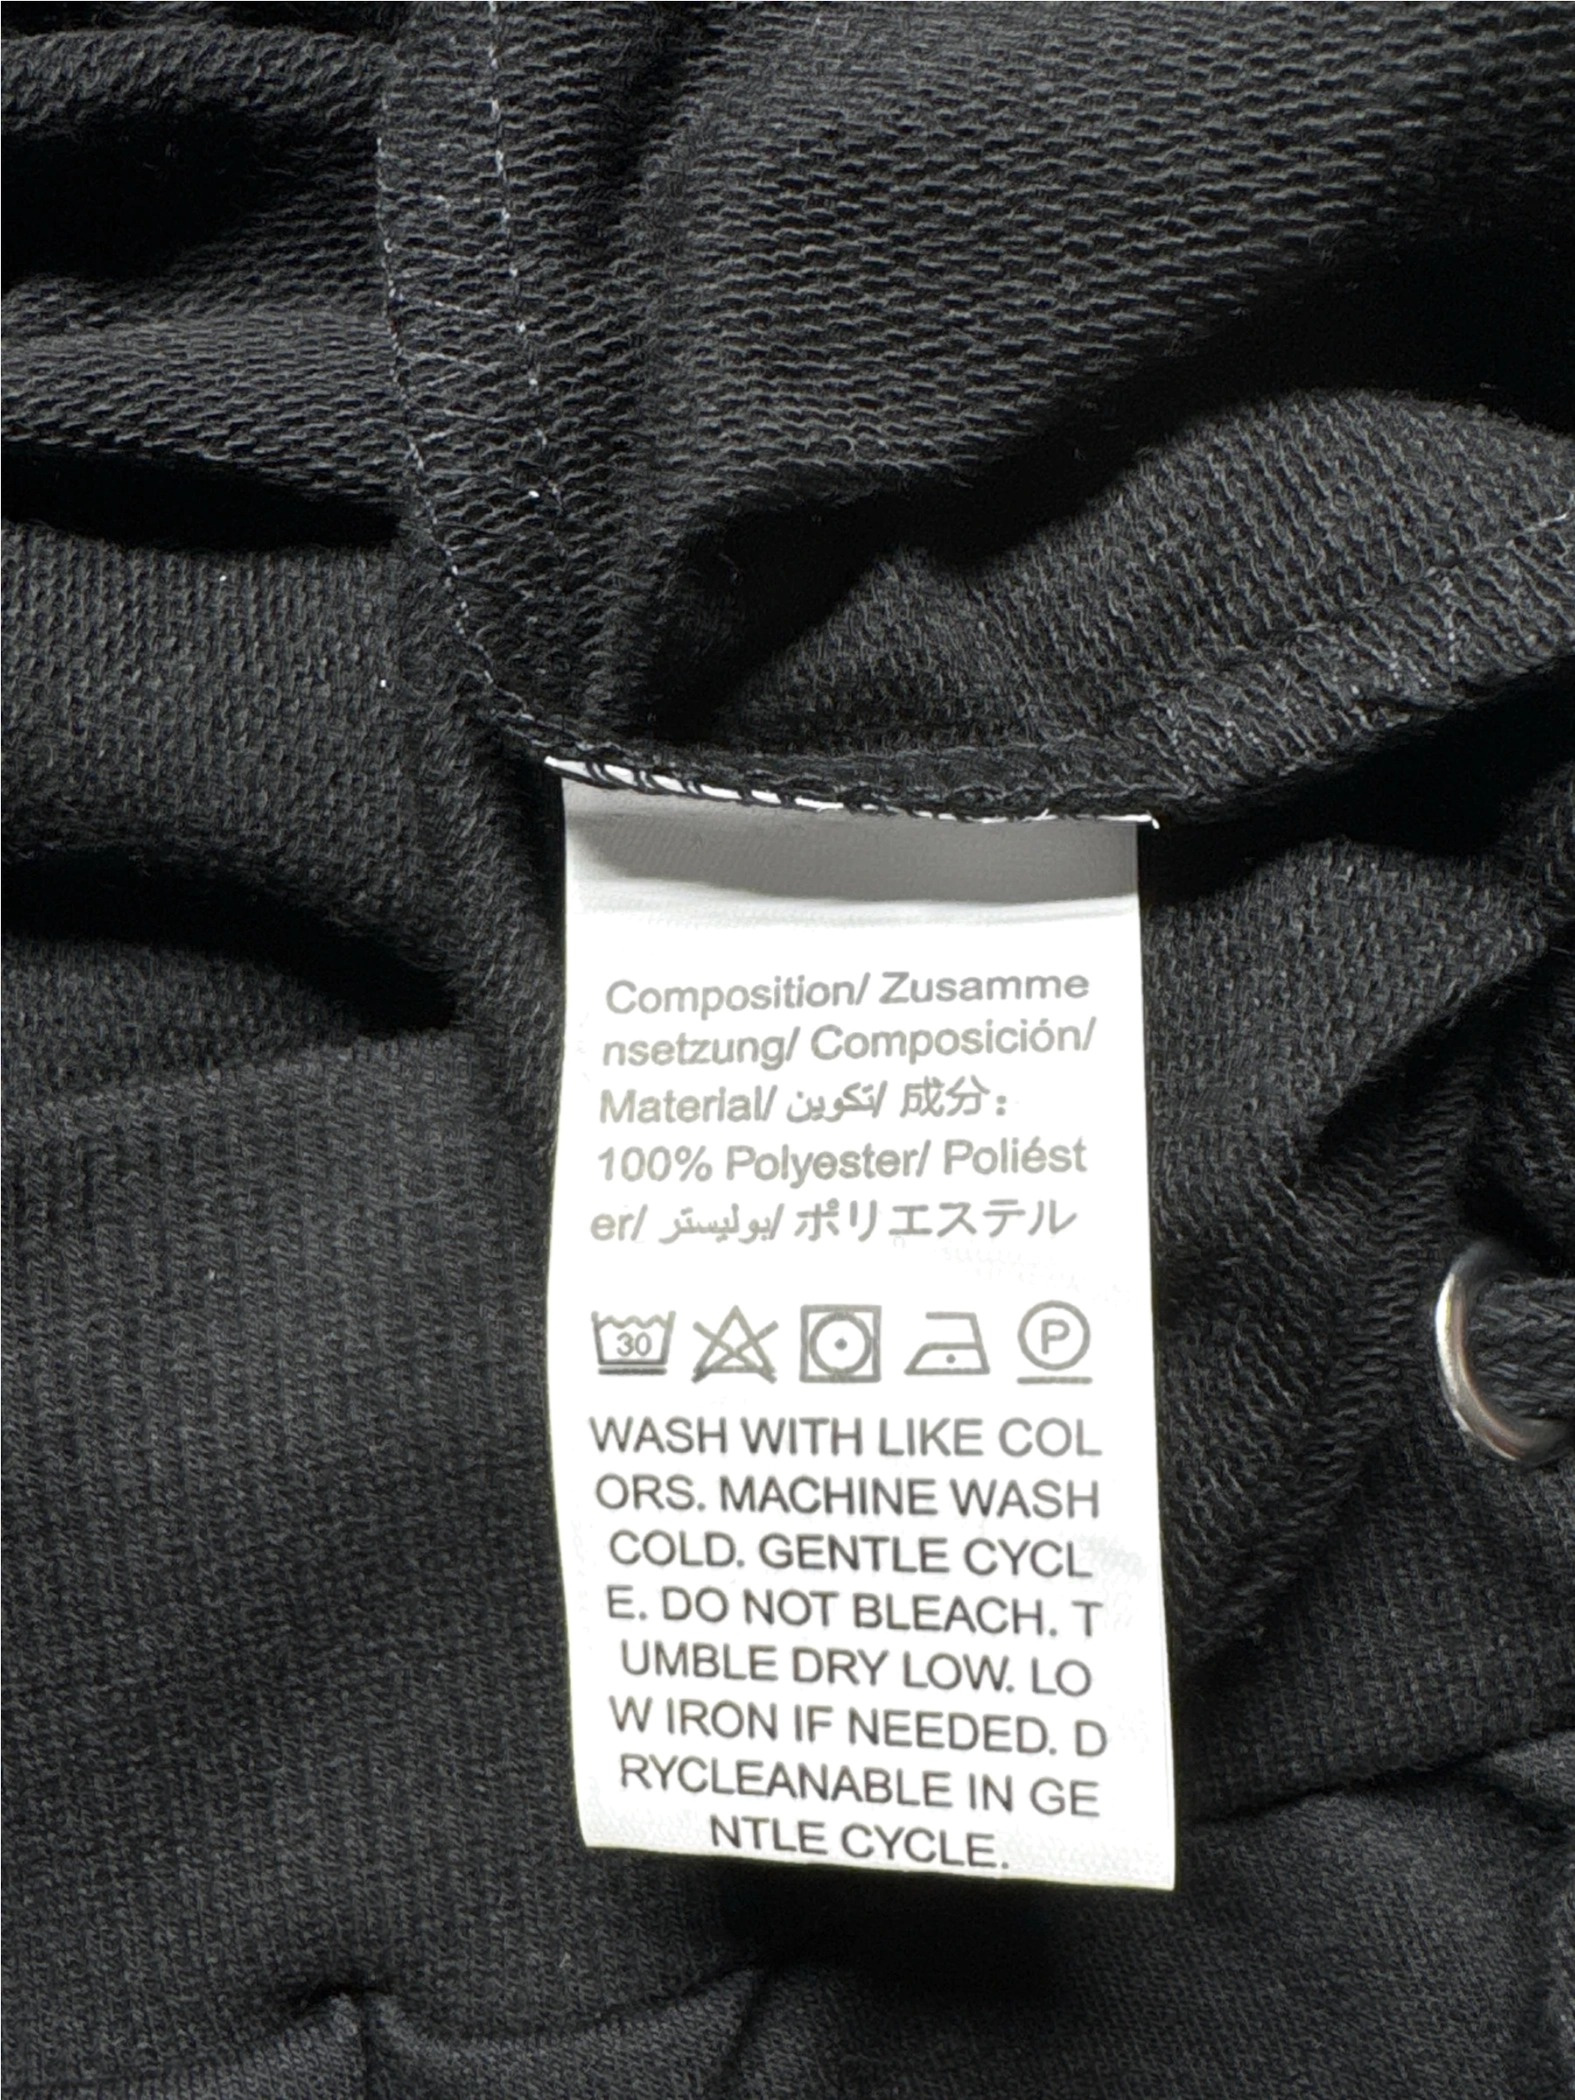 Composition/ Zusamme
nsetzung/ Composición/
Material/ تكوين/ 成分:
100% Polyester/ Poliést
er/ بوليستر/ ポリエステル
30 P
WASH WITH LIKE COL
ORS. MACHINE WASH
COLD. GENTLE CYCL
E. DO NOT BLEACH. T
UMBLE DRY LOW. LO
W IRON IF NEEDED. D
RYCLEANABLE IN GE
NTLE CYCLE.